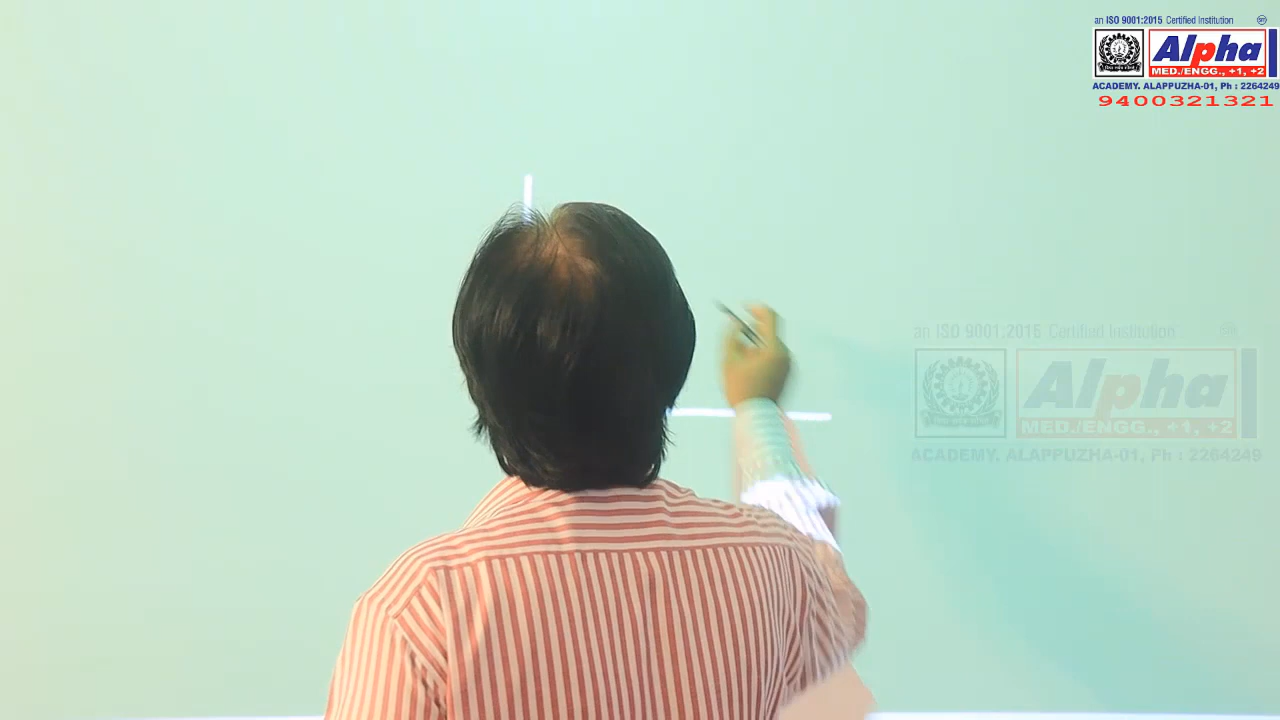 an ISO 9001:2015 Certified Institution
Alpha
MED./ENGG., +1, +2
ACADEMY. ALAPPUZHA-01, Ph : 2264249
9400321321
an ISO 9001:2015 Certified Institution
Alpha
MED./ENGG., +1, +2
ACADEMY. ALAPPUZHA-01, Ph : 2264249